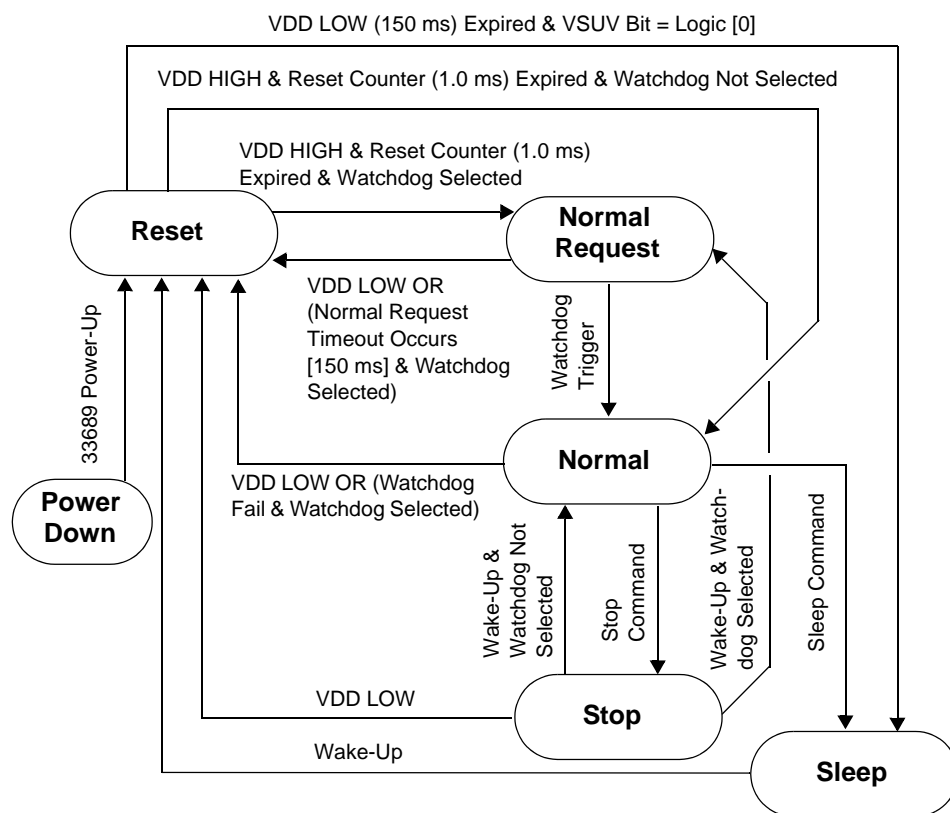 VDD LOW (150 ms) Expired & VSUV Bit = Logic [0]
VDD HIGH & Reset Counter (1.0 ms) Expired & Watchdog Not Selected
VDD HIGH & Reset Counter (1.0 ms)
Expired & Watchdog Selected
Reset
Normal
Request
VDD LOW OR
(Normal Request
Timeout Occurs
[150 ms] & Watchdog
Selected)
33689 Power-Up
Watchdog
Trigger
Normal
VDD LOW OR (Watchdog
Fail & Watchdog Selected)
Power
Down
Wake-Up &
Watchdog Not
Selected
Stop
Command
Wake-Up & Watch-
dog Selected
Sleep Command
VDD LOW
Stop
Wake-Up
Sleep